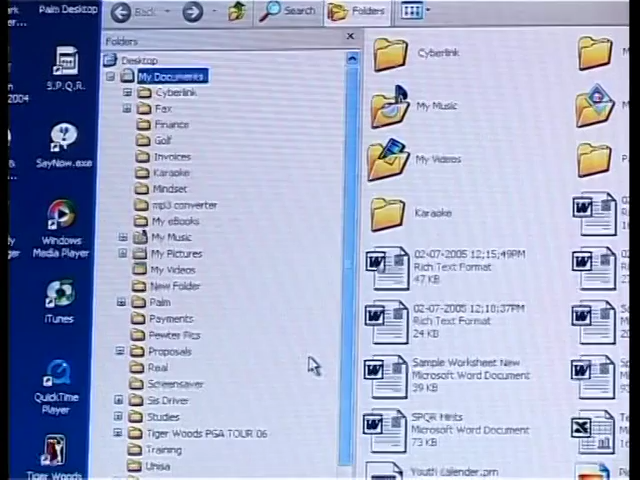 Palm Desktop
Back
Search
Folders
Folders
Desktop
My Documents
Cyberlink
Fax
Finance
Golf
Invoices
Karaoke
Mindset
mp3 converter
My eBooks
My Music
My Pictures
My Videos
New Folder
Palm
Payments
Pewter Pics
Proposals
Real
Screensaver
Sis Driver
Studies
Tiger Woods PGA TOUR 06
Training
Unisa
S.P.Q.R.
2004
SayNow.exe
Windows
Media Player
iTunes
QuickTime
Player
Tiger Woods
Cyberlink
My Music
My Videos
Karaoke
02-07-2005 12;15;49PM
Rich Text Format
47 KB
02-07-2005 12;18;37PM
Rich Text Format
24 KB
Sample Worksheet New
Microsoft Word Document
39 KB
SPQR Hints
Microsoft Word Document
73 KB